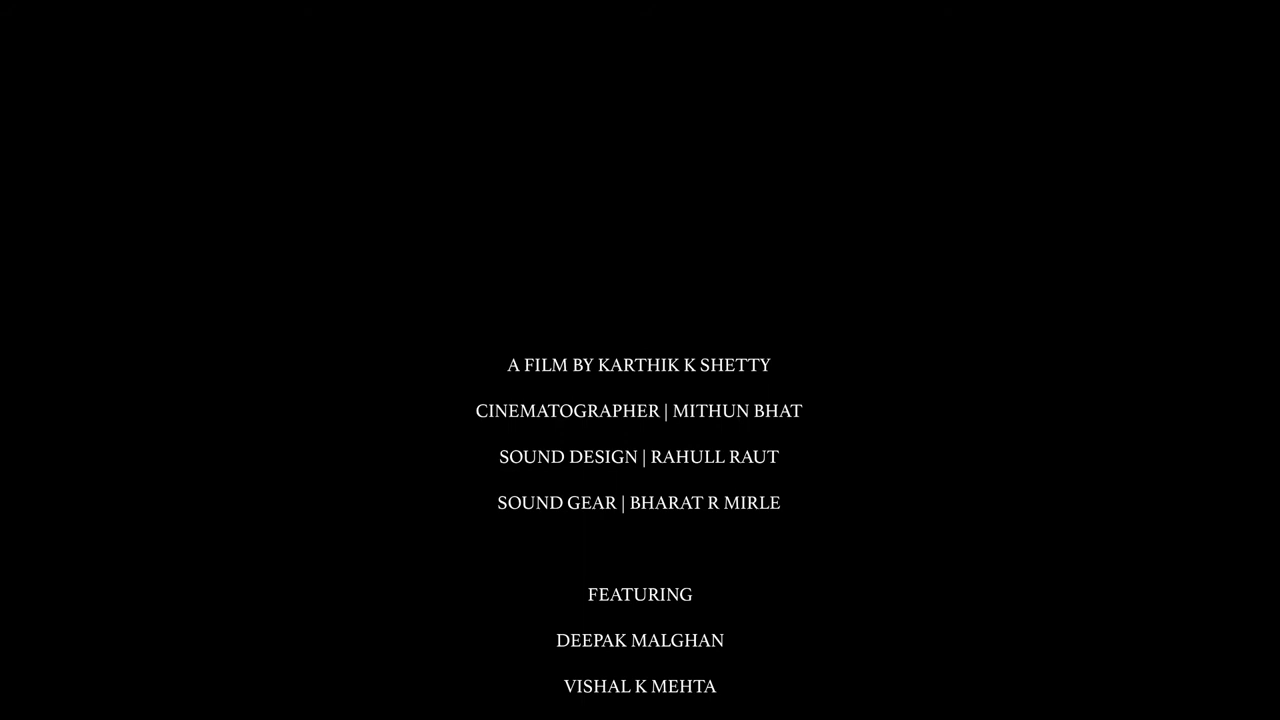 A FILM BY KARTHIK K SHETTY
CINEMATOGRAPHER | MITHUN BHAT
SOUND DESIGN | RAHULL RAUT
SOUND GEAR | BHARAT R MIRLE
FEATURING
DEEPAK MALGHAN
VISHAL K MEHTA